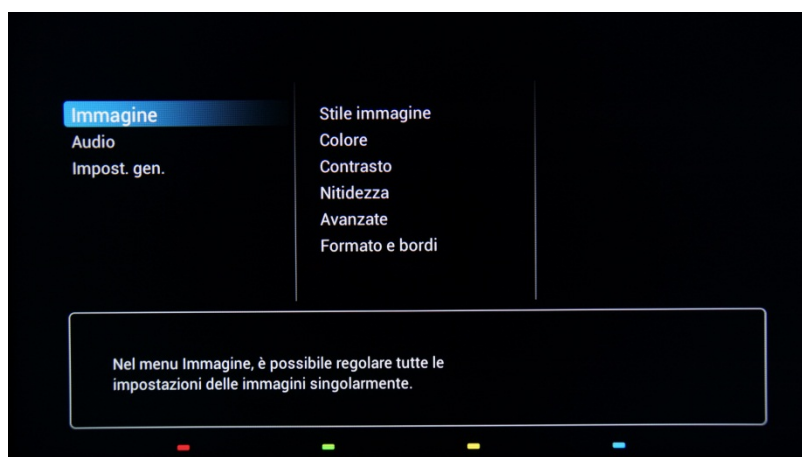 Immagine
Audio
Impost. gen.
Stile immagine
Colore
Contrasto
Nitidezza
Avanzate
Formato e bordi
Nel menu Immagine, è possibile regolare tutte le
impostazioni delle immagini singolarmente.